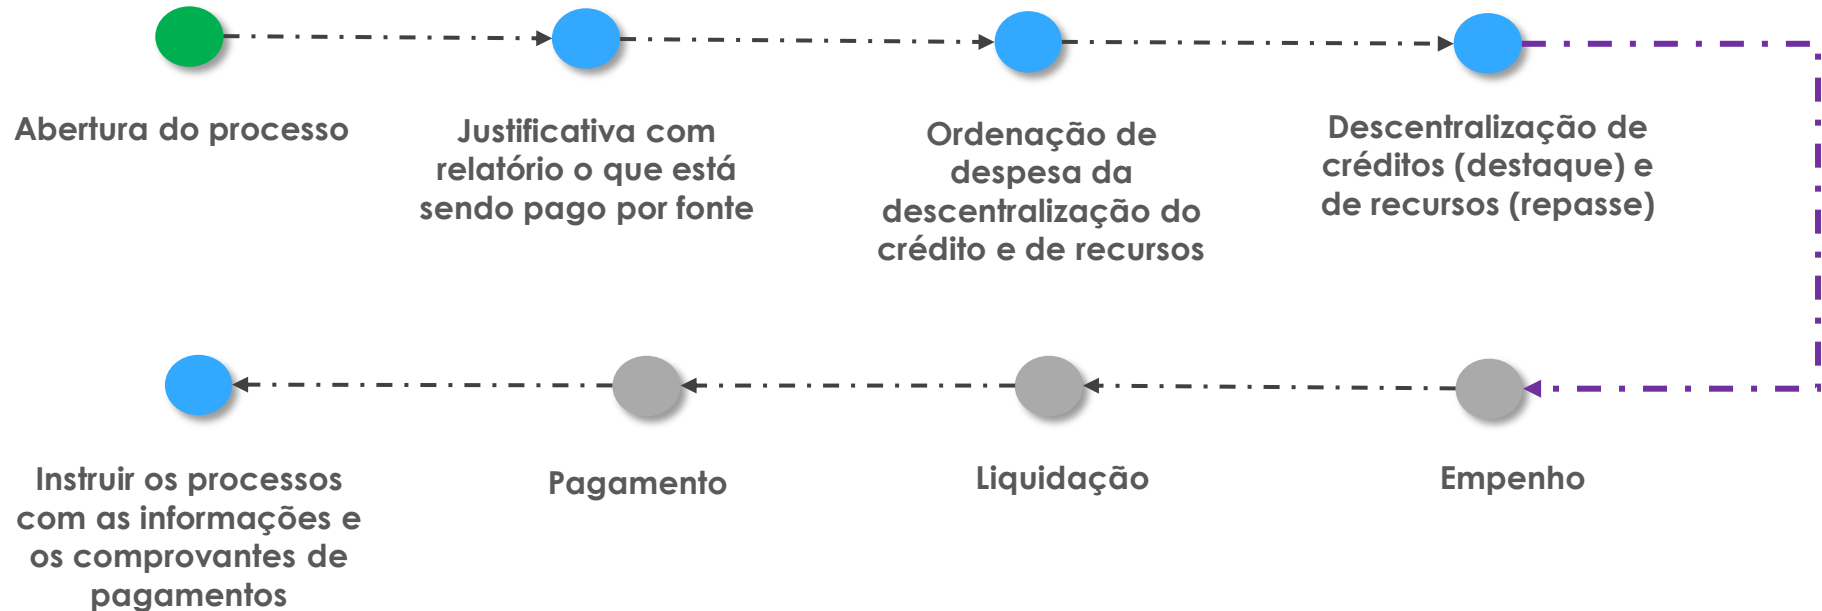 Abertura do processo
Justificativa com
relatório o que está
sendo pago por fonte
Ordenação de
despesa da
descentralização do
crédito e de recursos
Descentralização de
créditos (destaque) e
de recursos (repasse)
Instruir os processos
com as informações e
os comprovantes de
pagamentos
Pagamento
Liquidação
Empenho